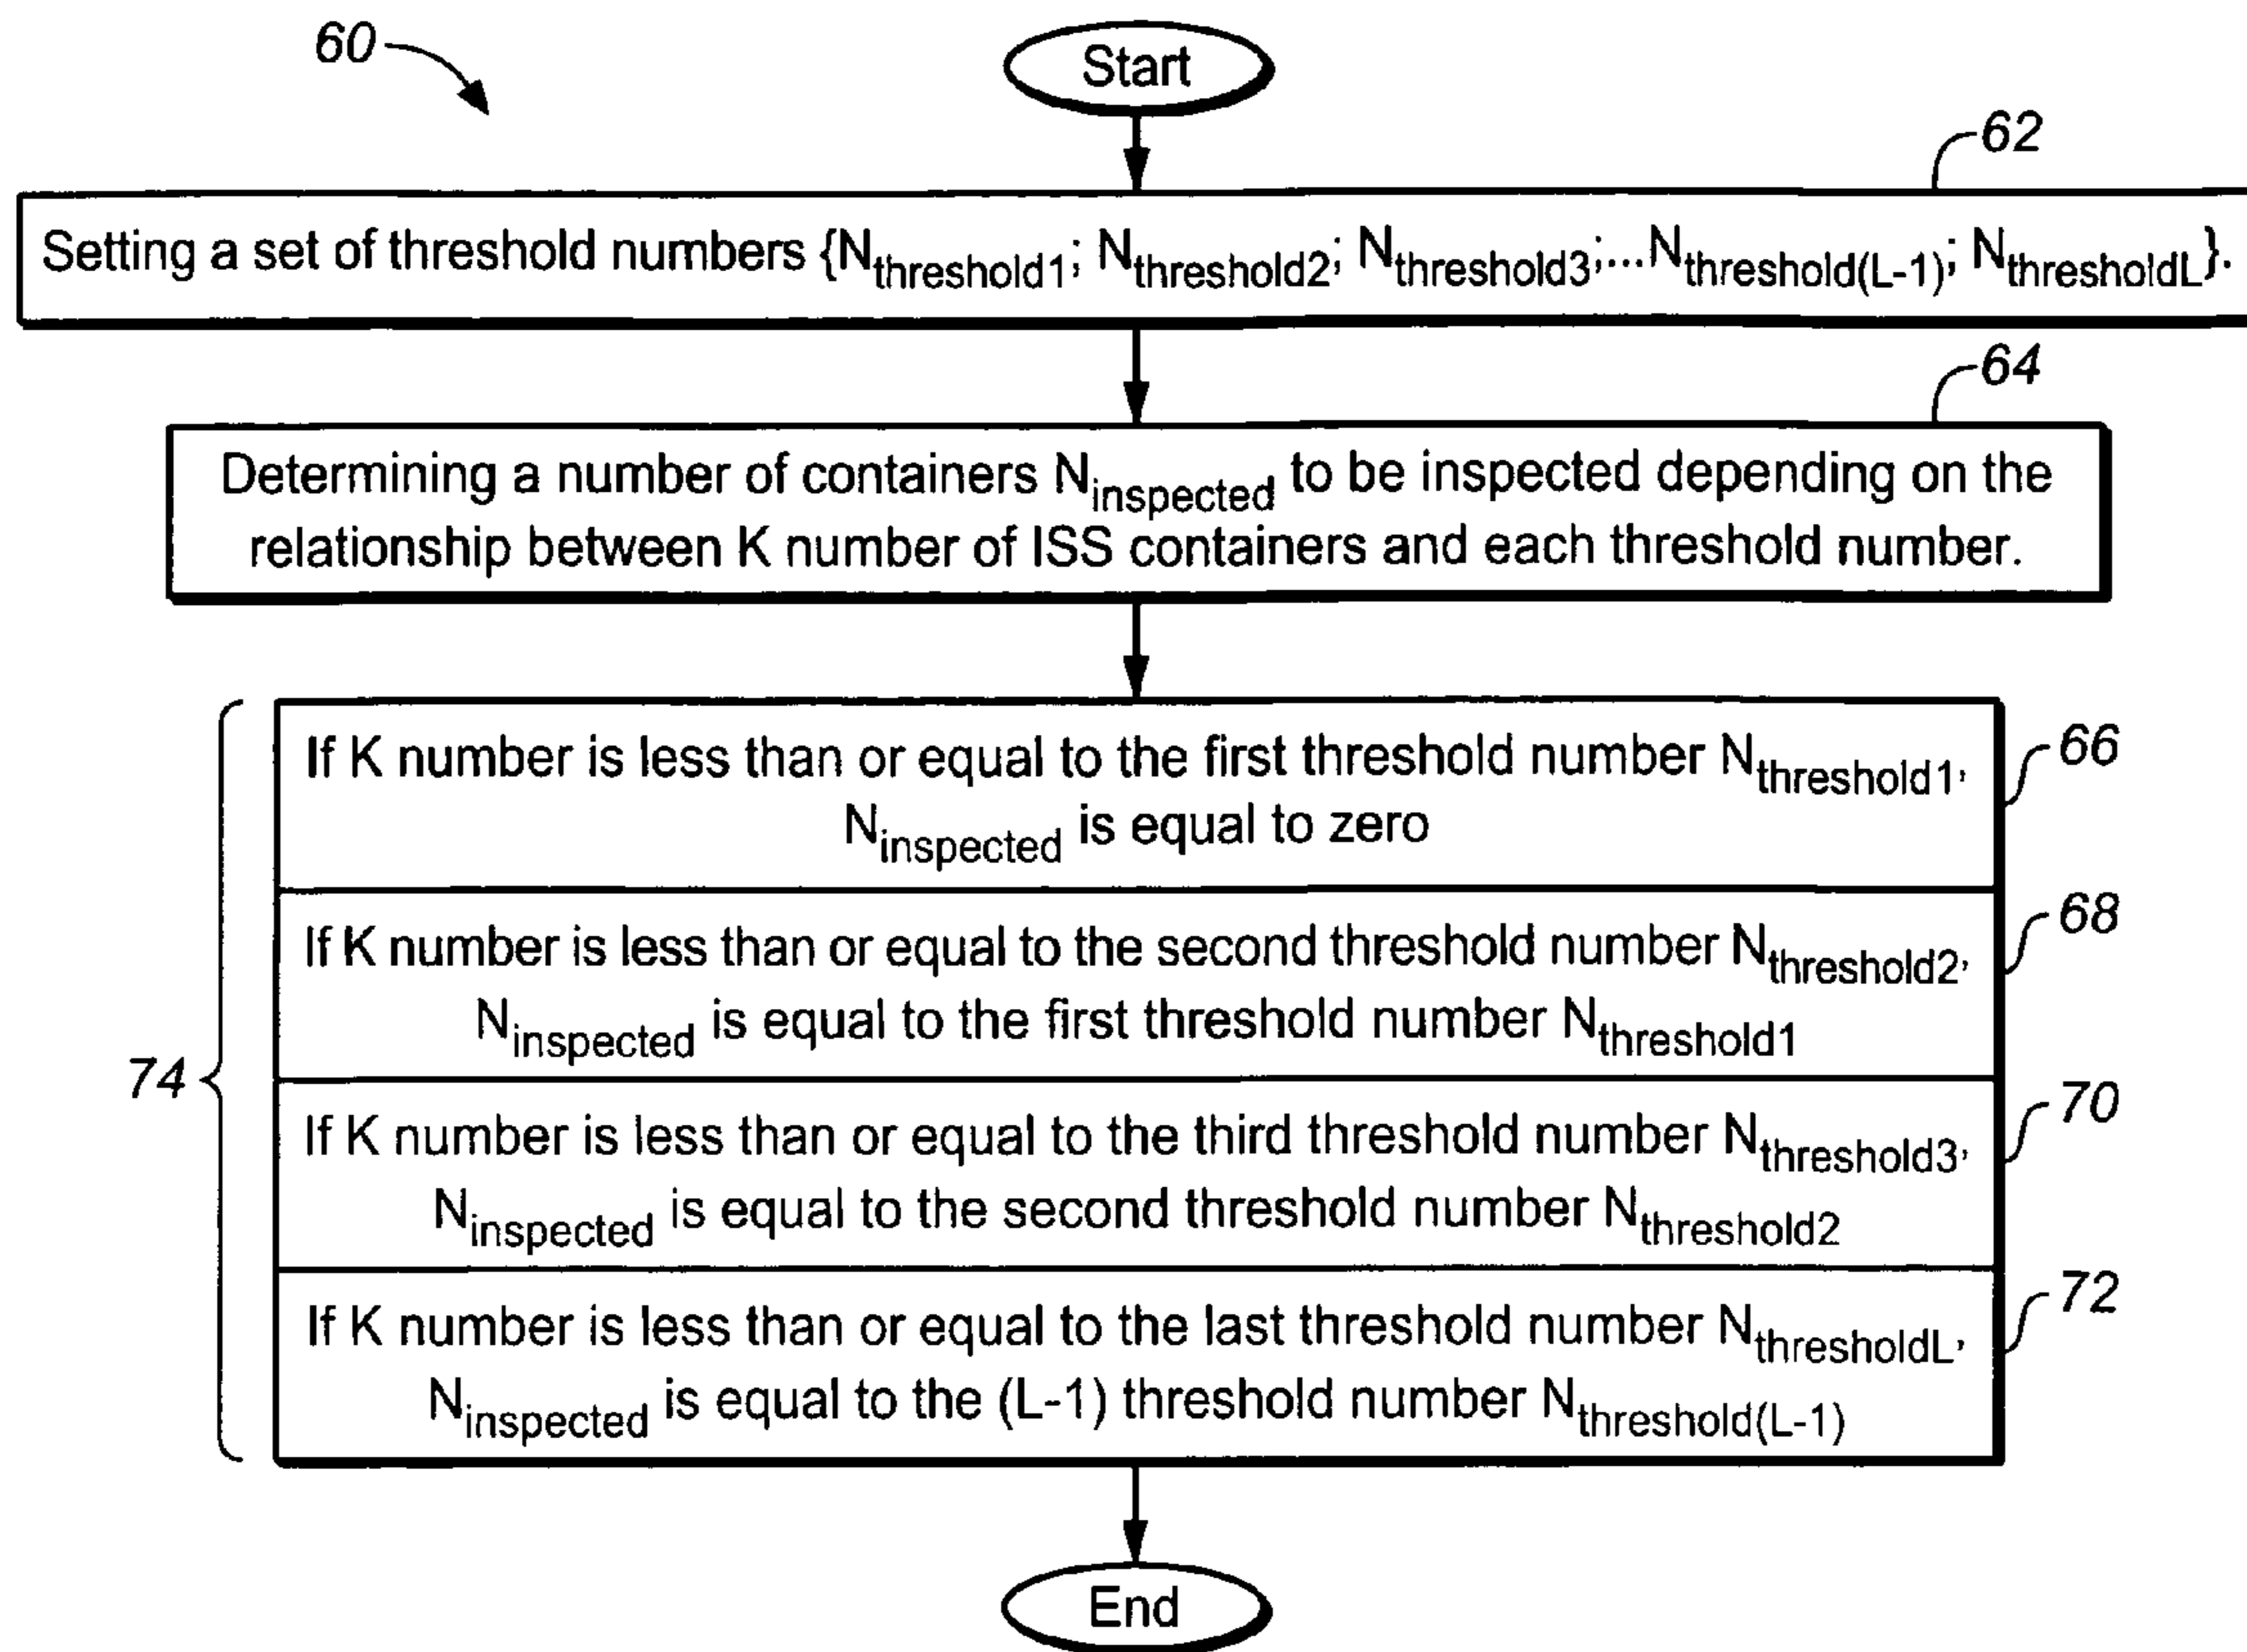 60
Start
62
Setting a set of threshold numbers {Nthreshold1; Nthreshold2; Nthreshold3;...Nthreshold(L-1); NthresholdL}.
64
Determining a number of containers Ninspected to be inspected depending on the
relationship between K number of ISS containers and each threshold number.
74
If K number is less than or equal to the first threshold number Nthreshold1,
Ninspected is equal to zero
66
If K number is less than or equal to the second threshold number Nthreshold2,
Ninspected is equal to the first threshold number Nthreshold1
68
If K number is less than or equal to the third threshold number Nthreshold3,
Ninspected is equal to the second threshold number Nthreshold2
70
If K number is less than or equal to the last threshold number NthresholdL,
Ninspected is equal to the (L-1) threshold number Nthreshold(L-1)
72
End